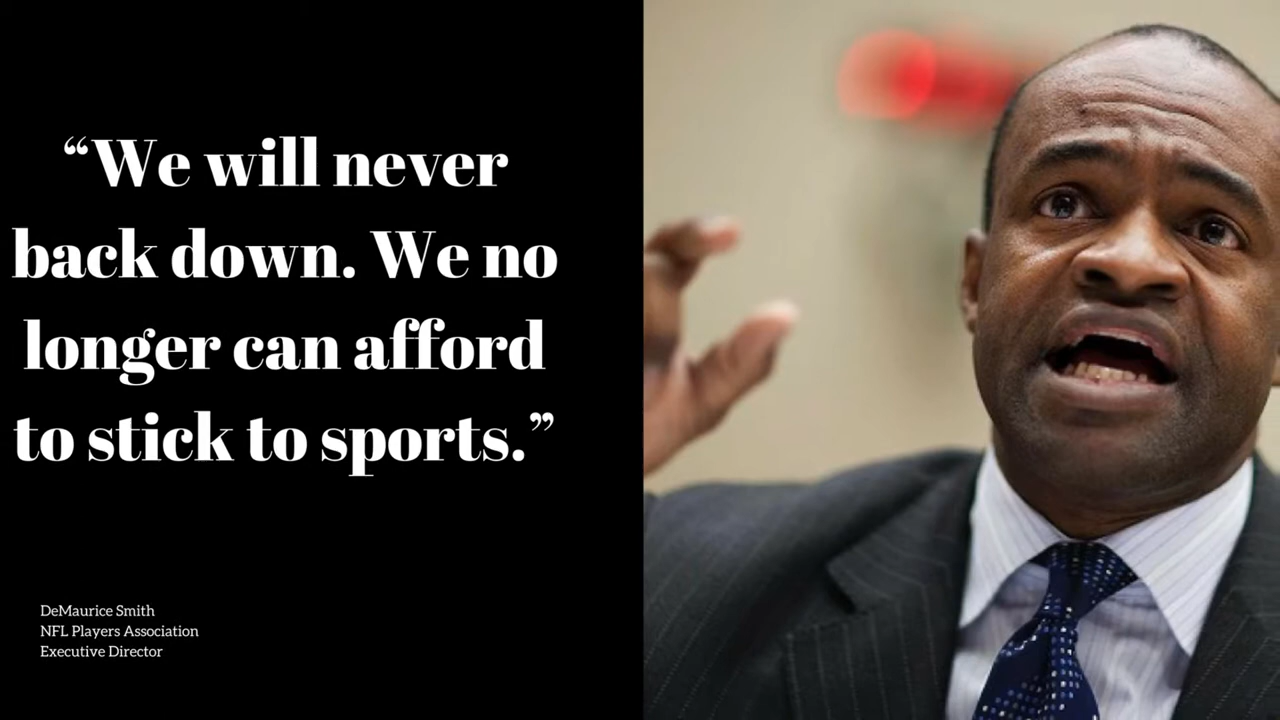 “We will never
back down. We no
longer can afford
to stick to sports.”
DeMaurice Smith
NFL Players Association
Executive Director